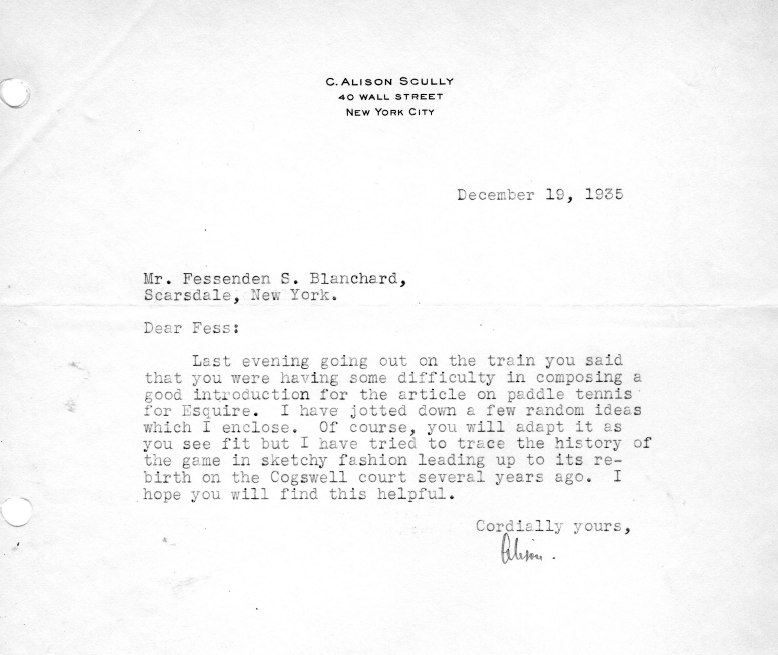 C. ALISON SCULLY
40 WALL STREET
NEW YORK CITY
December 19, 1935
Mr. Fessenden S. Blanchard,
Scarsdale, New York.
Dear Fess:
Last evening going out on the train you said
that you were having some difficulty in composing a
good introduction for the article on paddle tennis
for Esquire. I have jotted down a few random ideas
which I enclose. Of course, you will adapt it as
you see fit but I have tried to trace the history of
the game in sketchy fashion leading up to its re-
birth on the Cogswell court several years ago. I
hope you will find this helpful.
Cordially yours,
Alison.